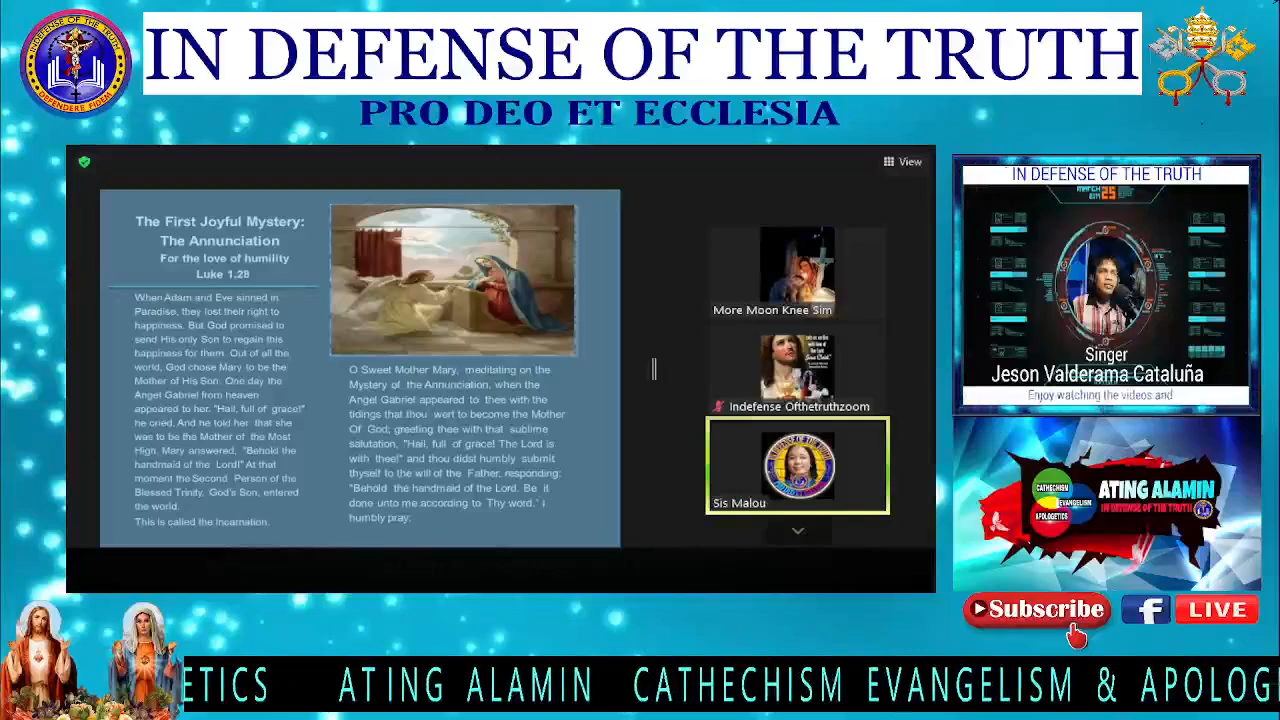 INDEFENSE OF THE TRUTH
DEFENDERE FIDEM
IN DEFENSE OF THE TRUTH
PRO DEO ET ECCLESIA
View
The First Joyful Mystery:
The Annunciation
For the love of humility
Luke 1.28
When Adam and Eve sinned in
Paradise, they lost their right to
happiness. But God promised to
send His only Son to regain this
happiness for them. Out of all the
world, God chose Mary to be the
Mother of His Son. One day the
Angel Gabriel from heaven
appeared to her. "Hail, full of grace!"
he cried. And he told her that she
was to be the Mother of the Most
High. Mary answered, "Behold the
handmaid of the Lord!" At that
moment the Second Person of the
Blessed Trinity, God's Son, entered
the world.
This is called the Incarnation.
O Sweet Mother Mary, meditating on the
Mystery of the Annunciation, when the
Angel Gabriel appeared to thee with the
tidings that thou wert to become the Mother
Of God; greeting thee with that sublime
salutation, "Hail, full of grace! The Lord is
with thee!" and thou didst humbly submit
thyself to the will of the Father, responding:
"Behold the handmaid of the Lord. Be it
done unto me according to Thy word." I
humbly pray;
More Moon Knee Sim
Indefense Ofthetruthzoom
Sis Malou
IN DEFENSE OF THE TRUTH
MARCH
25
Singer
Jeson Valderama Cataluña
Enjoy watching the videos and
CATECHISM
EVANGELISM
APOLOGETICS
ATING ALAMIN
IN DEFENSE OF THE TRUTH
Subscribe
f
LIVE
ETICS ATING ALAMIN CATHECHISM EVANGELISM & APOLOG